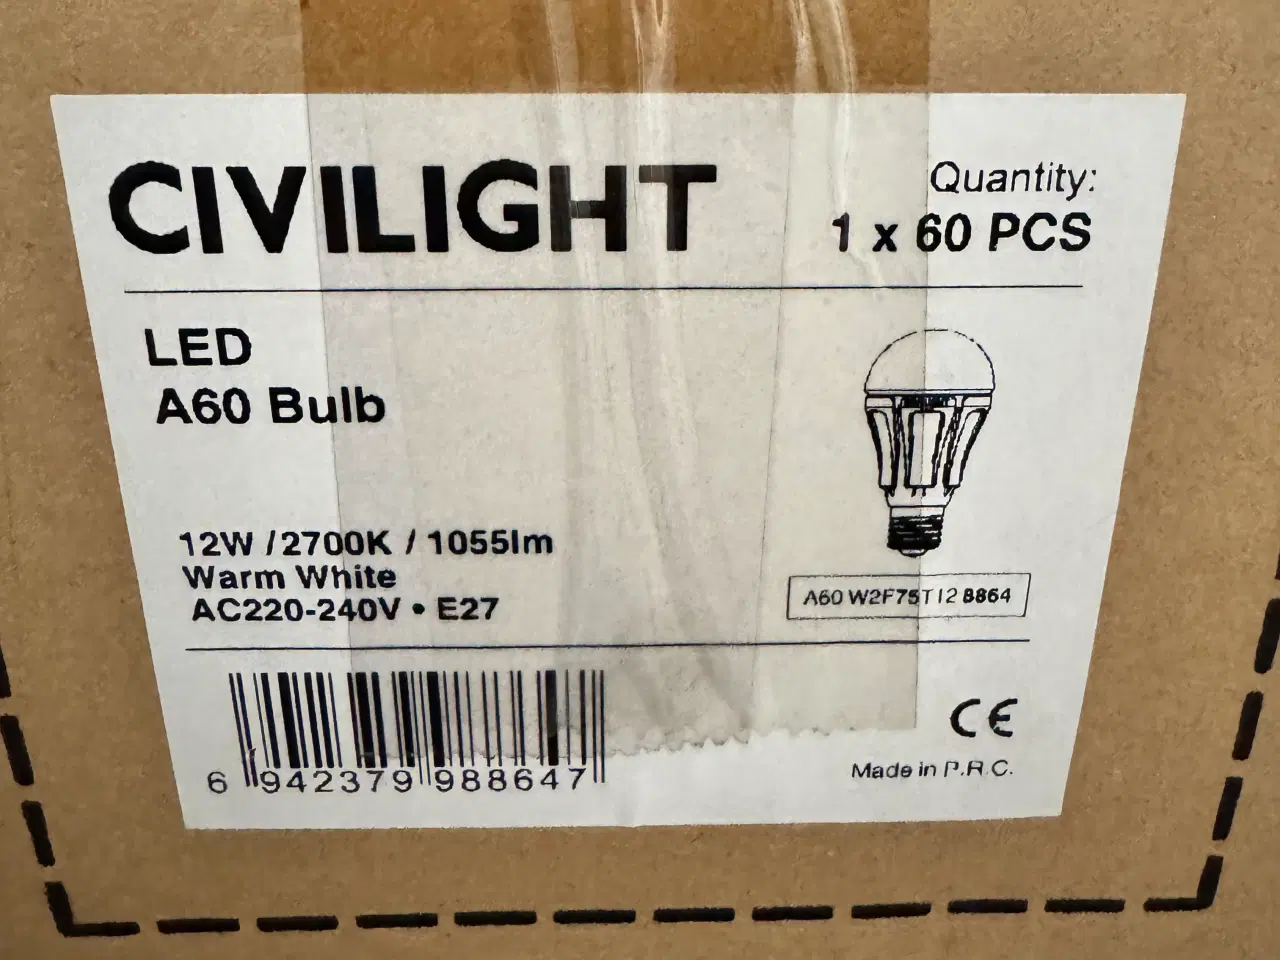 CIVILIGHT
Quantity:
1 x 60 PCS
LED
A60 Bulb
12W /2700K / 1055lm
Warm White
AC220-240V • E27
A60 W2F75T12 8864
CE
Made in P.R.C.
6 942379 988647